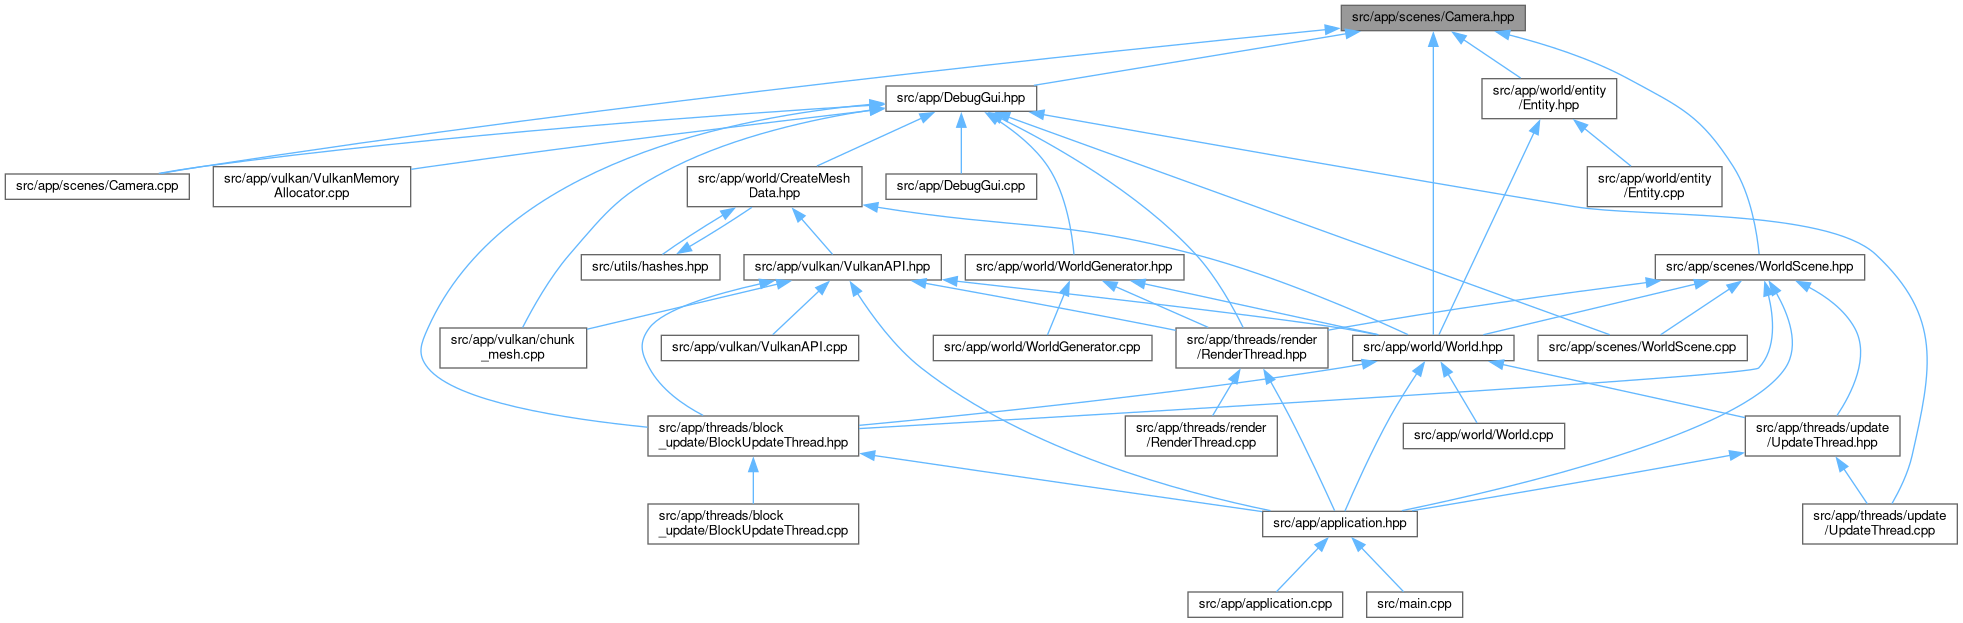 src/app/scenes/Camera.hpp
src/app/DebugGui.hpp
src/app/world/entity
/Entity.hpp
src/app/scenes/Camera.cpp
src/app/vulkan/VulkanMemory
Allocator.cpp
src/app/world/CreateMesh
Data.hpp
src/app/DebugGui.cpp
src/app/world/entity
/Entity.cpp
src/utils/hashes.hpp
src/app/vulkan/VulkanAPI.hpp
src/app/world/WorldGenerator.hpp
src/app/scenes/WorldScene.hpp
src/app/vulkan/chunk
_mesh.cpp
src/app/vulkan/VulkanAPI.cpp
src/app/world/WorldGenerator.cpp
src/app/threads/render
/RenderThread.hpp
src/app/world/World.hpp
src/app/scenes/WorldScene.cpp
src/app/threads/block
_update/BlockUpdateThread.hpp
src/app/threads/render
/RenderThread.cpp
src/app/world/World.cpp
src/app/threads/update
/UpdateThread.hpp
src/app/threads/block
_update/BlockUpdateThread.cpp
src/app/application.hpp
src/app/threads/update
/UpdateThread.cpp
src/app/application.cpp
src/main.cpp